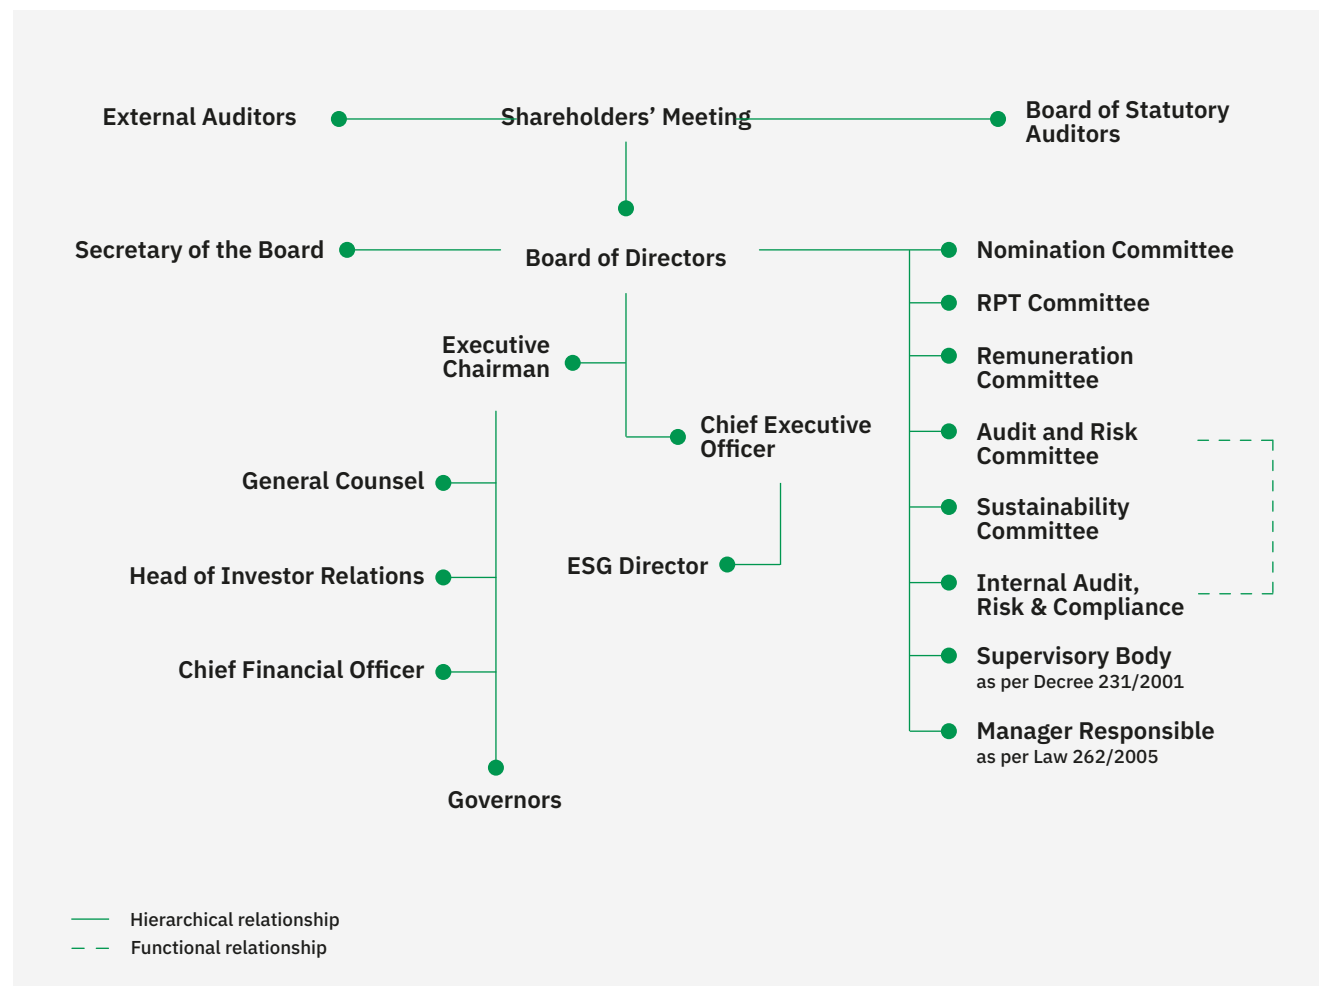 External Auditors
Shareholders’ Meeting
Board of Statutory
Auditors
Secretary of the Board
Board of Directors
Nomination Committee
RPT Committee
Executive
Chairman
Remuneration
Committee
Chief Executive
Officer
Audit and Risk
Committee
General Counsel
Sustainability
Committee
Head of Investor Relations
ESG Director
Internal Audit,
Risk & Compliance
Chief Financial Officer
Supervisory Body
as per Decree 231/2001
Manager Responsible
as per Law 262/2005
Governors
Hierarchical relationship
Functional relationship